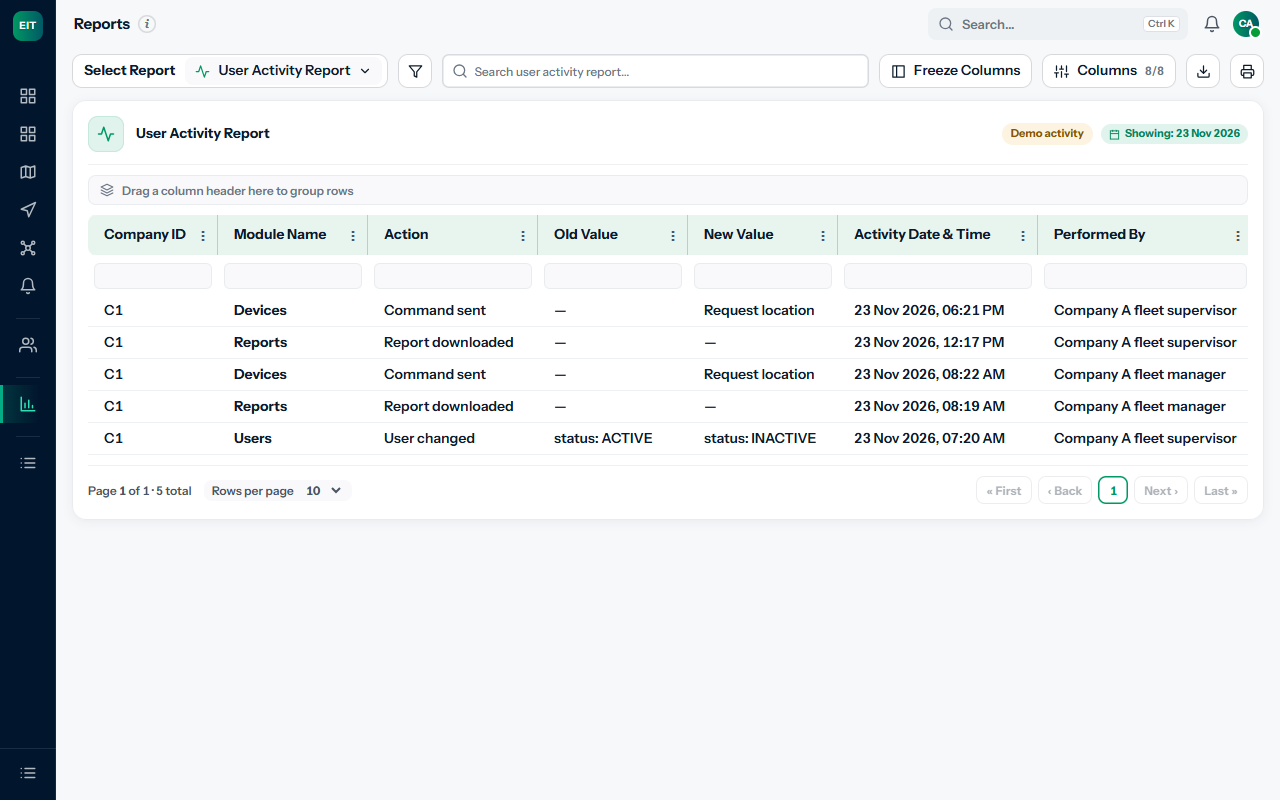 EIT
Reports
Search...
Ctrl K
CA
Select Report
User Activity Report
Search user activity report...
Freeze Columns
Columns 8/8
User Activity Report
Demo activity
Showing: 23 Nov 2026
Drag a column header here to group rows
Company ID Module Name Action Old Value New Value Activity Date & Time Performed By
C1 Devices Command sent — Request location 23 Nov 2026, 06:21 PM Company A fleet supervisor
C1 Reports Report downloaded — — 23 Nov 2026, 12:17 PM Company A fleet supervisor
C1 Devices Command sent — Request location 23 Nov 2026, 08:22 AM Company A fleet manager
C1 Reports Report downloaded — — 23 Nov 2026, 08:19 AM Company A fleet manager
C1 Users User changed status: ACTIVE status: INACTIVE 23 Nov 2026, 07:20 AM Company A fleet supervisor
Page 1 of 1 · 5 total Rows per page 10 « First ‹ Back 1 Next › Last »